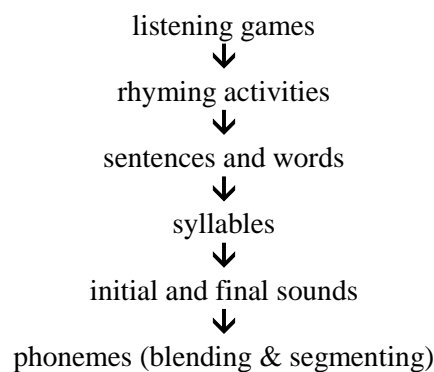 listening games
rhyming activities
sentences and words
syllables
initial and final sounds
phonemes (blending & segmenting)